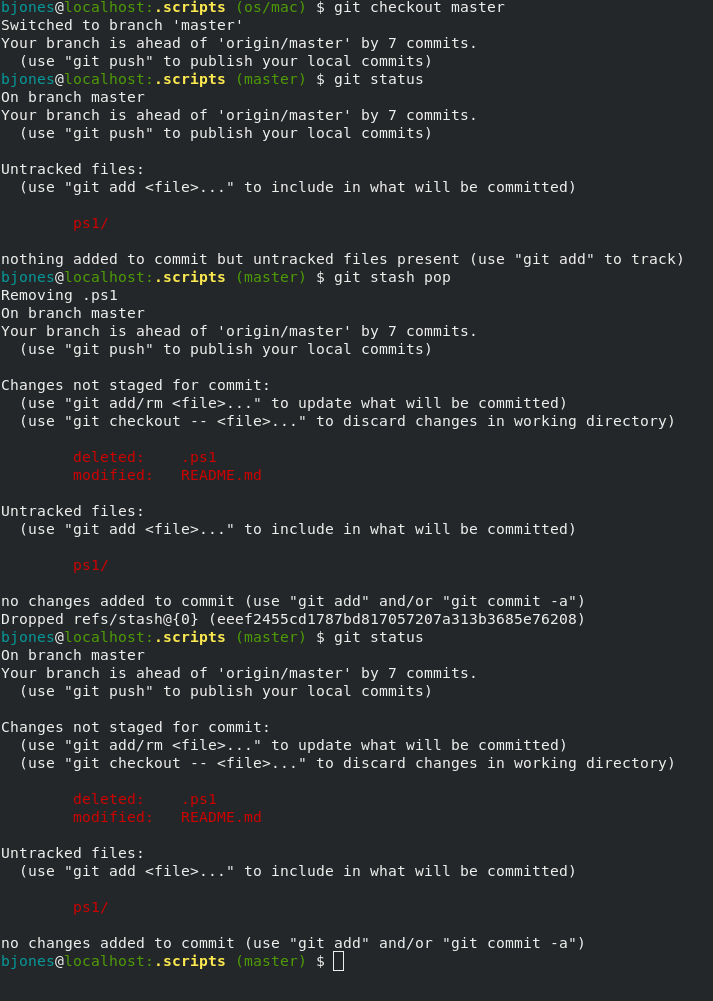 bjones@localhost:.scripts (os/mac) $ git checkout master
Switched to branch 'master'
Your branch is ahead of 'origin/master' by 7 commits.
  (use "git push" to publish your local commits)
bjones@localhost:.scripts (master) $ git status
On branch master
Your branch is ahead of 'origin/master' by 7 commits.
  (use "git push" to publish your local commits)

Untracked files:
  (use "git add <file>..." to include in what will be committed)

        ps1/

nothing added to commit but untracked files present (use "git add" to track)
bjones@localhost:.scripts (master) $ git stash pop
Removing .ps1
On branch master
Your branch is ahead of 'origin/master' by 7 commits.
  (use "git push" to publish your local commits)

Changes not staged for commit:
  (use "git add/rm <file>..." to update what will be committed)
  (use "git checkout -- <file>..." to discard changes in working directory)

        deleted:    .ps1
        modified:   README.md

Untracked files:
  (use "git add <file>..." to include in what will be committed)

        ps1/

no changes added to commit (use "git add" and/or "git commit -a")
Dropped refs/stash@{0} (eeef2455cd1787bd817057207a313b3685e76208)
bjones@localhost:.scripts (master) $ git status
On branch master
Your branch is ahead of 'origin/master' by 7 commits.
  (use "git push" to publish your local commits)

Changes not staged for commit:
  (use "git add/rm <file>..." to update what will be committed)
  (use "git checkout -- <file>..." to discard changes in working directory)

        deleted:    .ps1
        modified:   README.md

Untracked files:
  (use "git add <file>..." to include in what will be committed)

        ps1/

no changes added to commit (use "git add" and/or "git commit -a")
bjones@localhost:.scripts (master) $